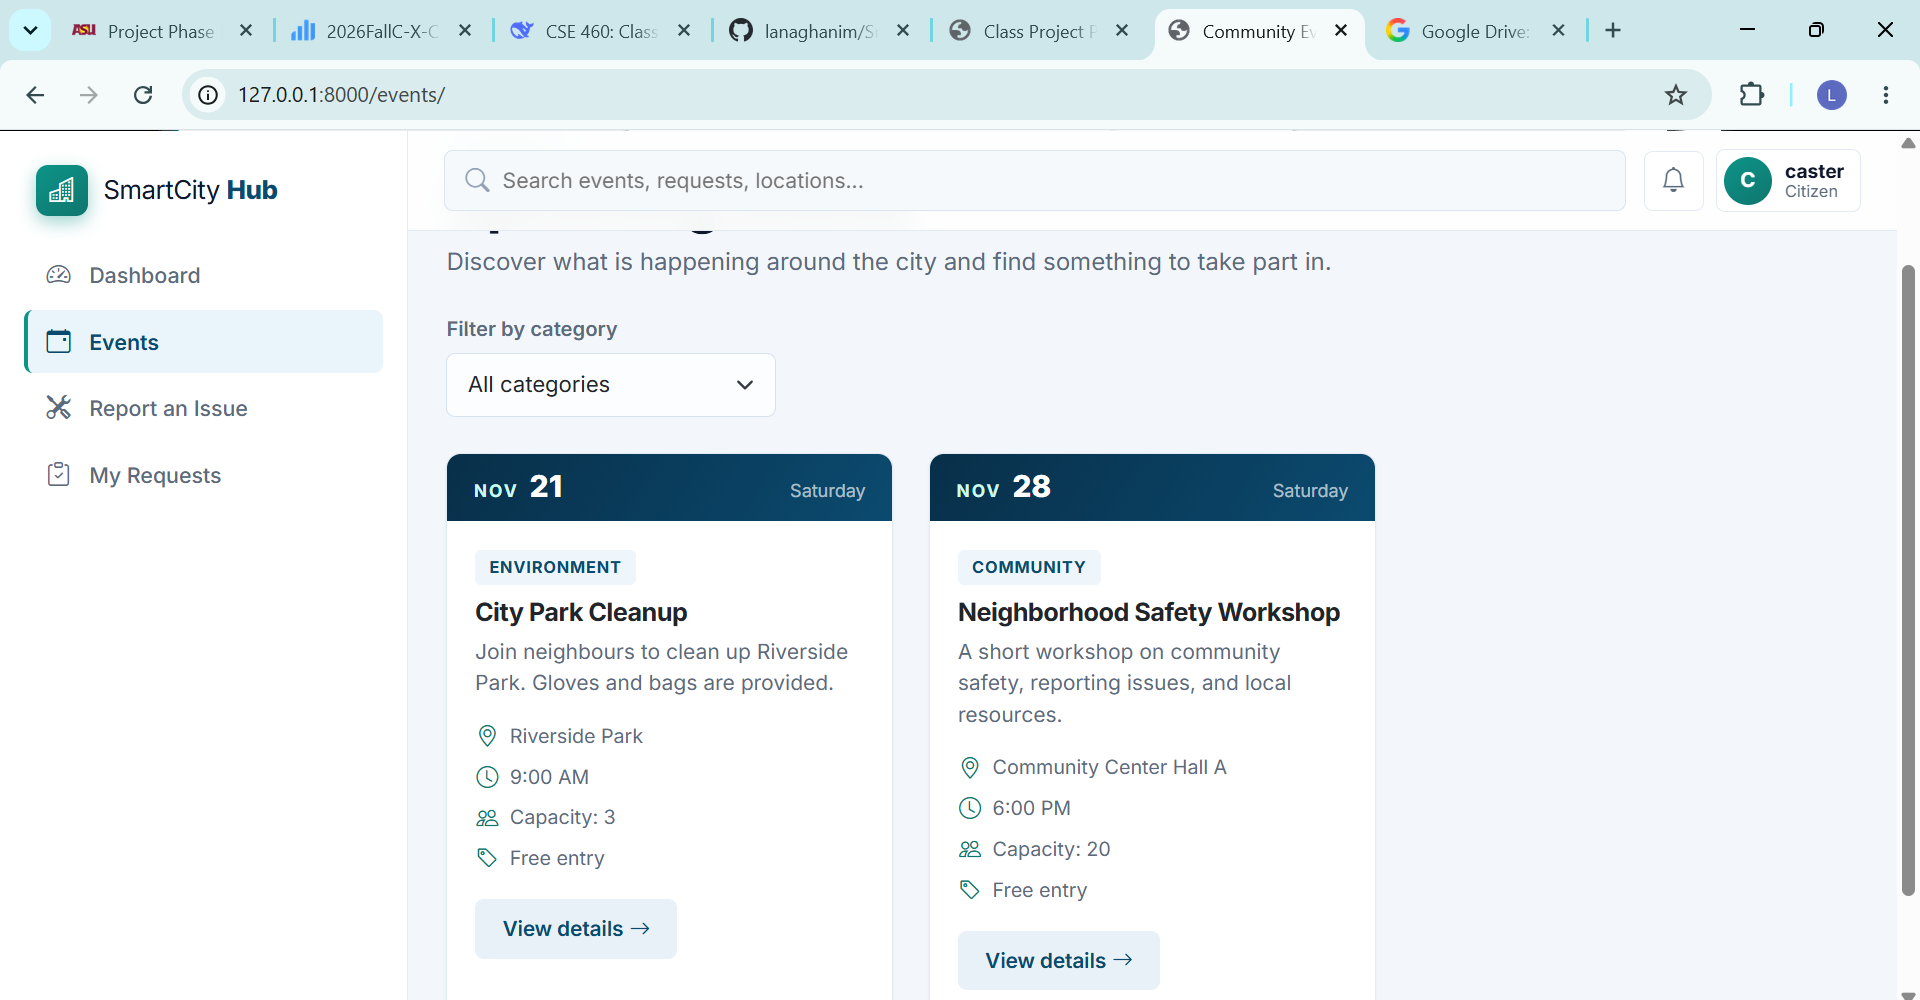 Project Phase
2026FallC-X-C
CSE 460: Class
lanaghanim/S
Class Project P
Community Ev
Google Drive:
127.0.0.1:8000/events/
L
SmartCity Hub
Search events, requests, locations...
C
caster
Citizen
Dashboard
Events
Report an Issue
My Requests
Discover what is happening around the city and find something to take part in.
Filter by category
All categories
NOV 21
Saturday
ENVIRONMENT
City Park Cleanup
Join neighbours to clean up Riverside
Park. Gloves and bags are provided.
Riverside Park
9:00 AM
Capacity: 3
Free entry
View details →
NOV 28
Saturday
COMMUNITY
Neighborhood Safety Workshop
A short workshop on community
safety, reporting issues, and local
resources.
Community Center Hall A
6:00 PM
Capacity: 20
Free entry
View details →